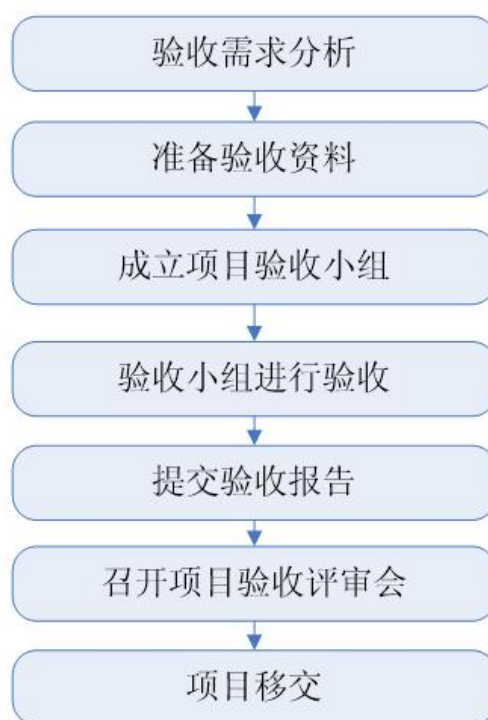 验收需求分析
准备验收资料
成立项目验收小组
验收小组进行验收
提交验收报告
召开项目验收评审会
项目移交